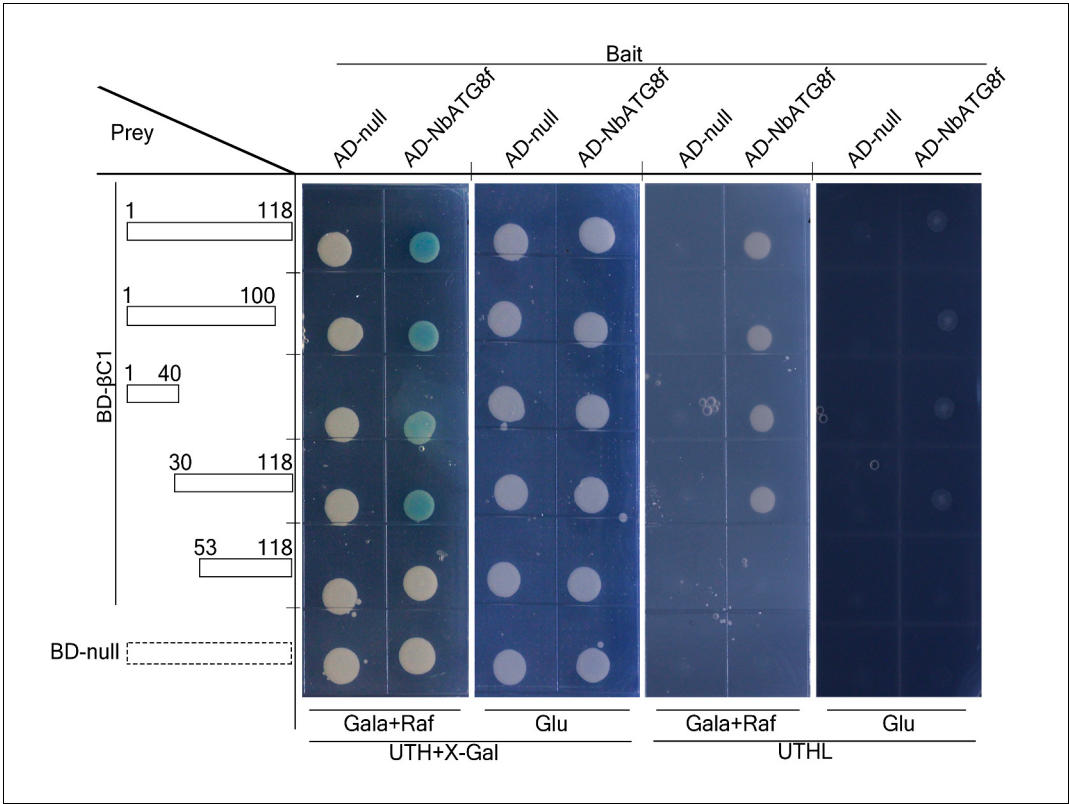 Bait
Prey
AD-null AD-NbATG8f AD-null AD-NbATG8f AD-null AD-NbATG8f AD-null AD-NbATG8f
BD-βC1
1 118
1 100
1 40
30 118
53 118
BD-null
Gala+Raf Glu Gala+Raf Glu
UTH+X-Gal UTHL